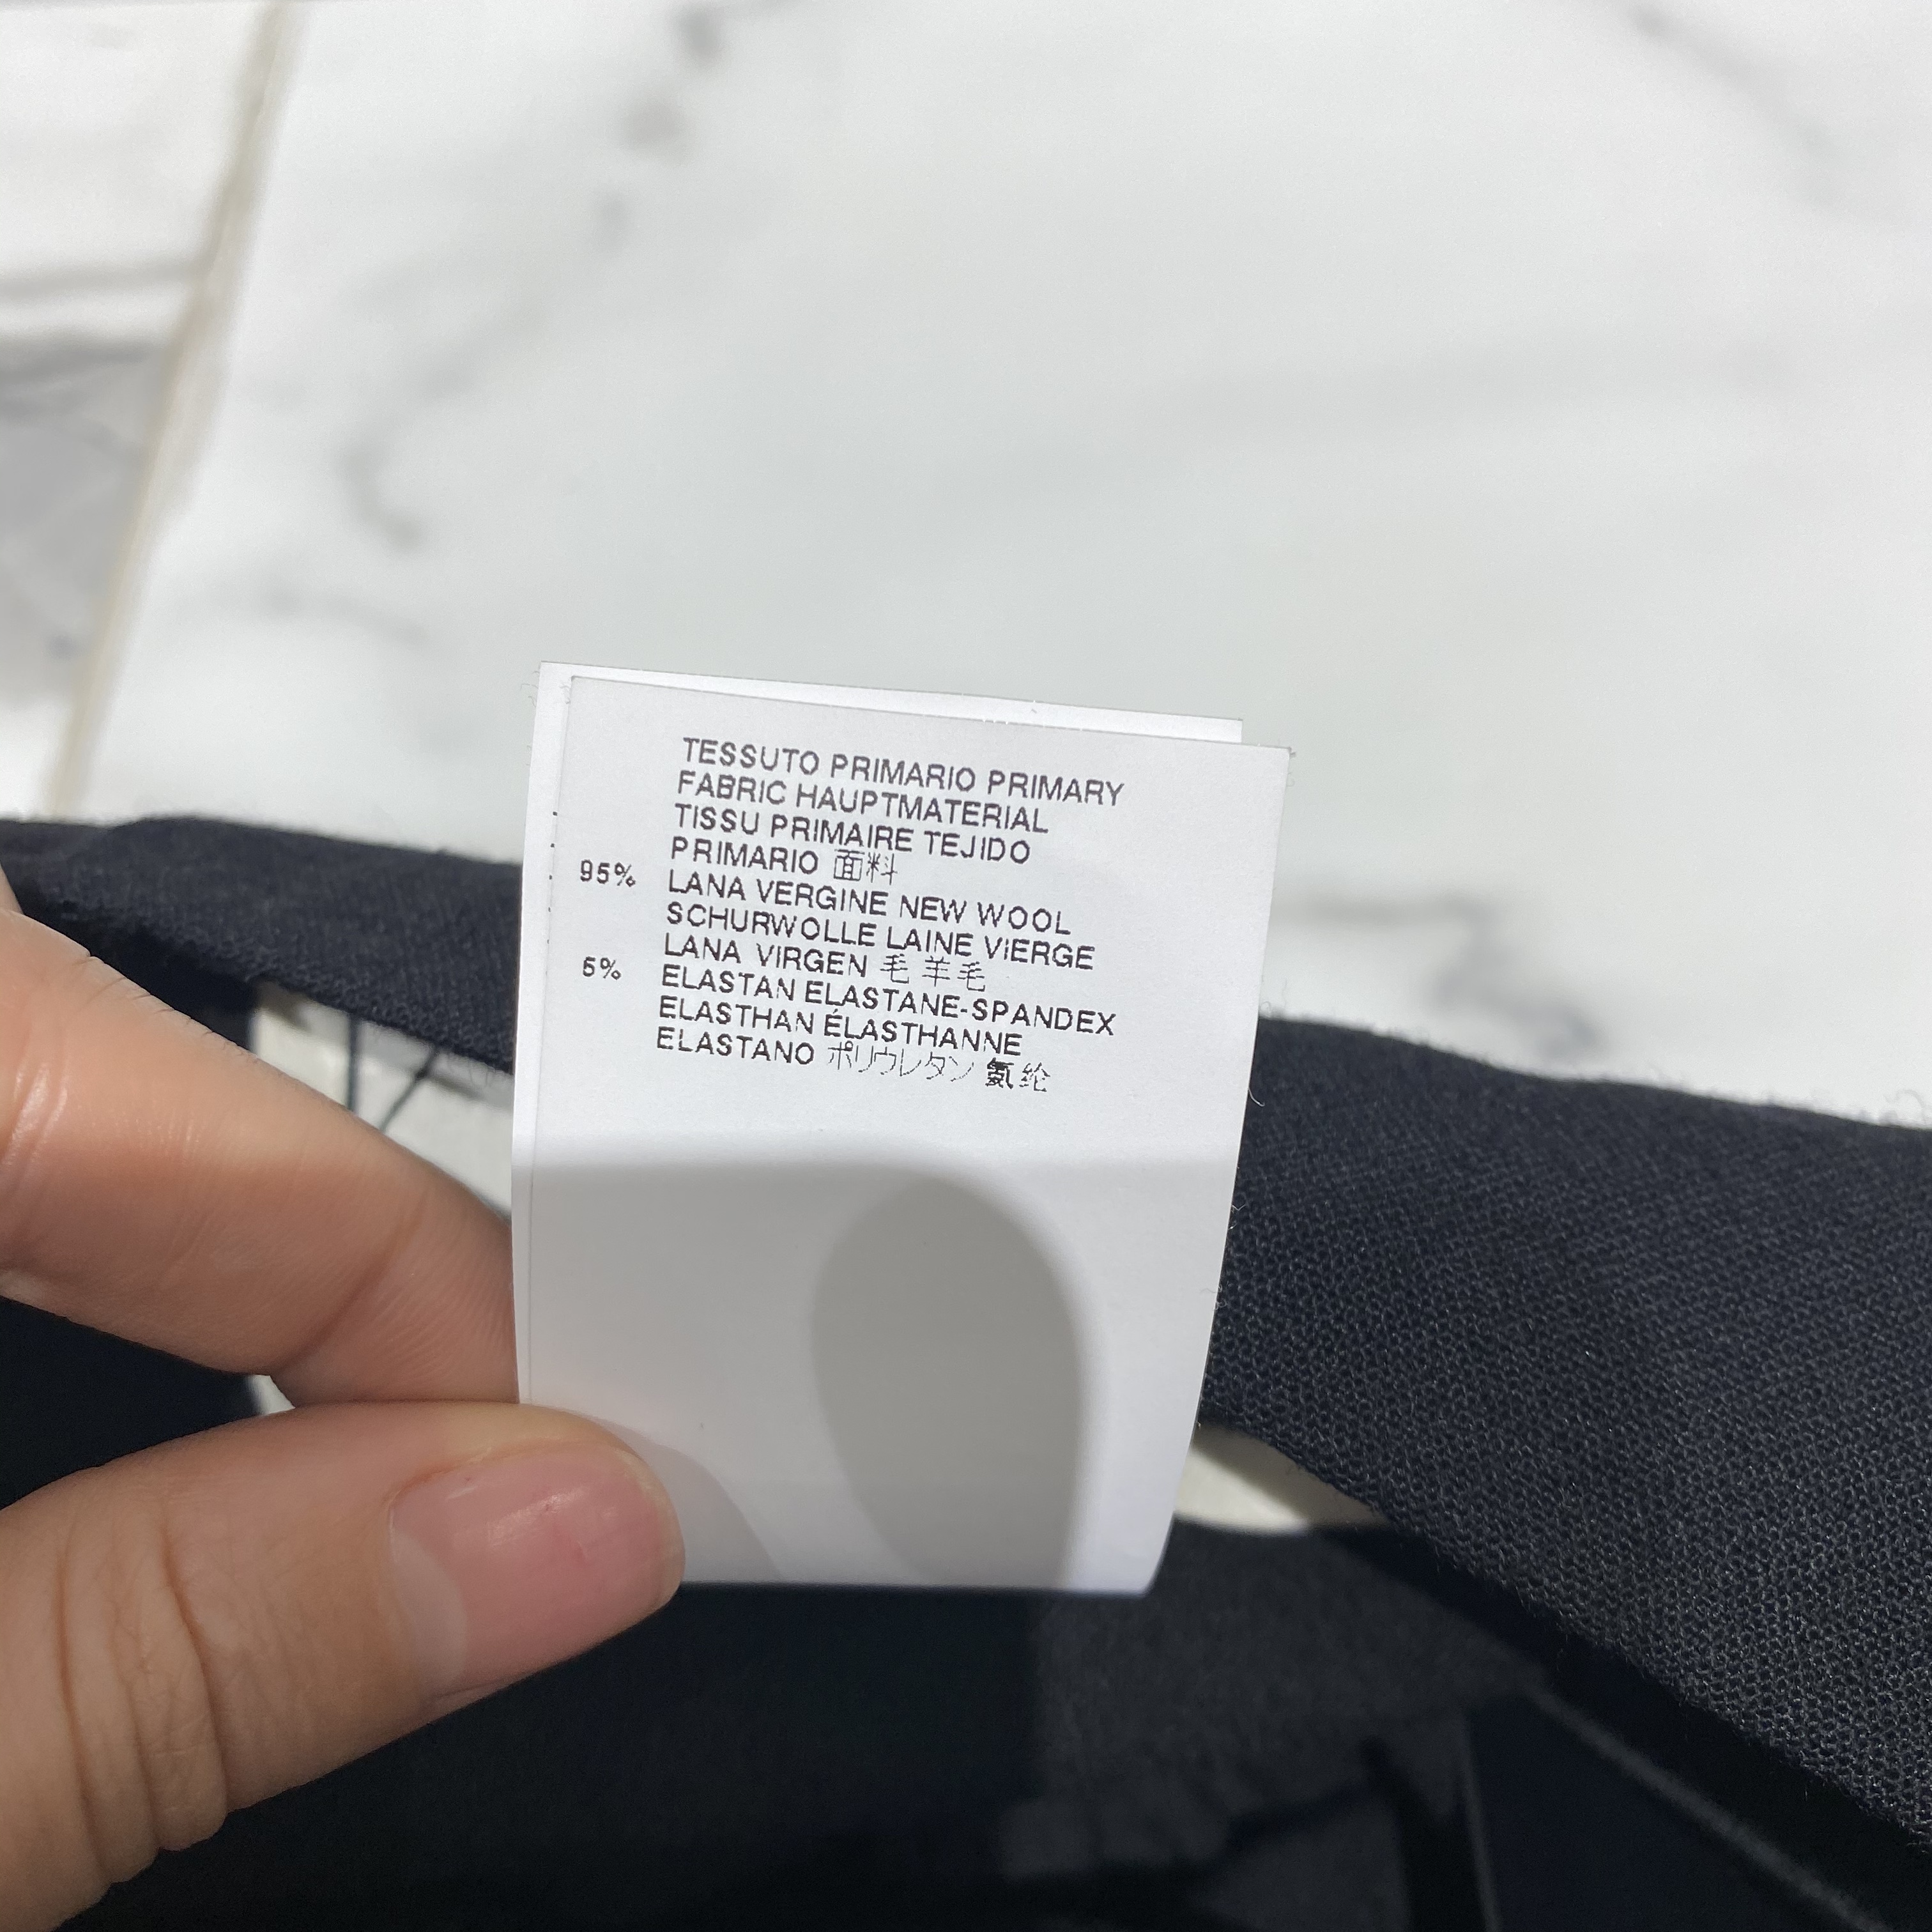 TESSUTO PRIMARIO PRIMARY
FABRIC HAUPTMATERIAL
TISSU PRIMAIRE TEJIDO
PRIMARIO 面料
95% LANA VERGINE NEW WOOL
SCHURWOLLE LAINE VIERGE
LANA VIRGEN 毛 羊毛
5% ELASTAN ELASTANE-SPANDEX
ELASTHAN ÉLASTHANNE
ELASTANO ポリウレタン 氨纶